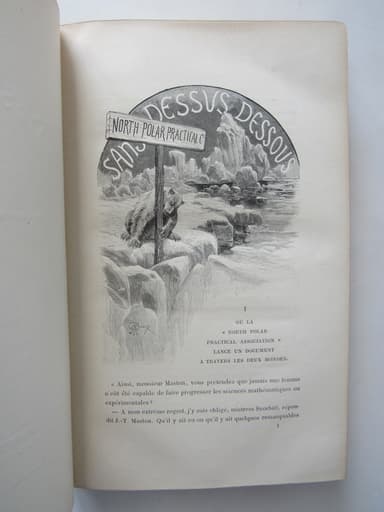 SANS DESSUS DESSOUS
NORTH POLAR PRACTICAL
I
OÙ LA
« NORTH POLAR
PRACTICAL ASSOCIATION »
LANCE UN DOCUMENT
A TRAVERS LES DEUX MONDES.
« Ainsi, monsieur Maston, vous prétendez que jamais une femme
n'eût été capable de faire progresser les sciences mathématiques ou
expérimentales?
— A mon extrême regret, j'y suis obligé, mistress Scorbitt, répon-
dit J.-T. Maston. Qu'il y ait eu ou qu'il y ait quelques remarquables
1